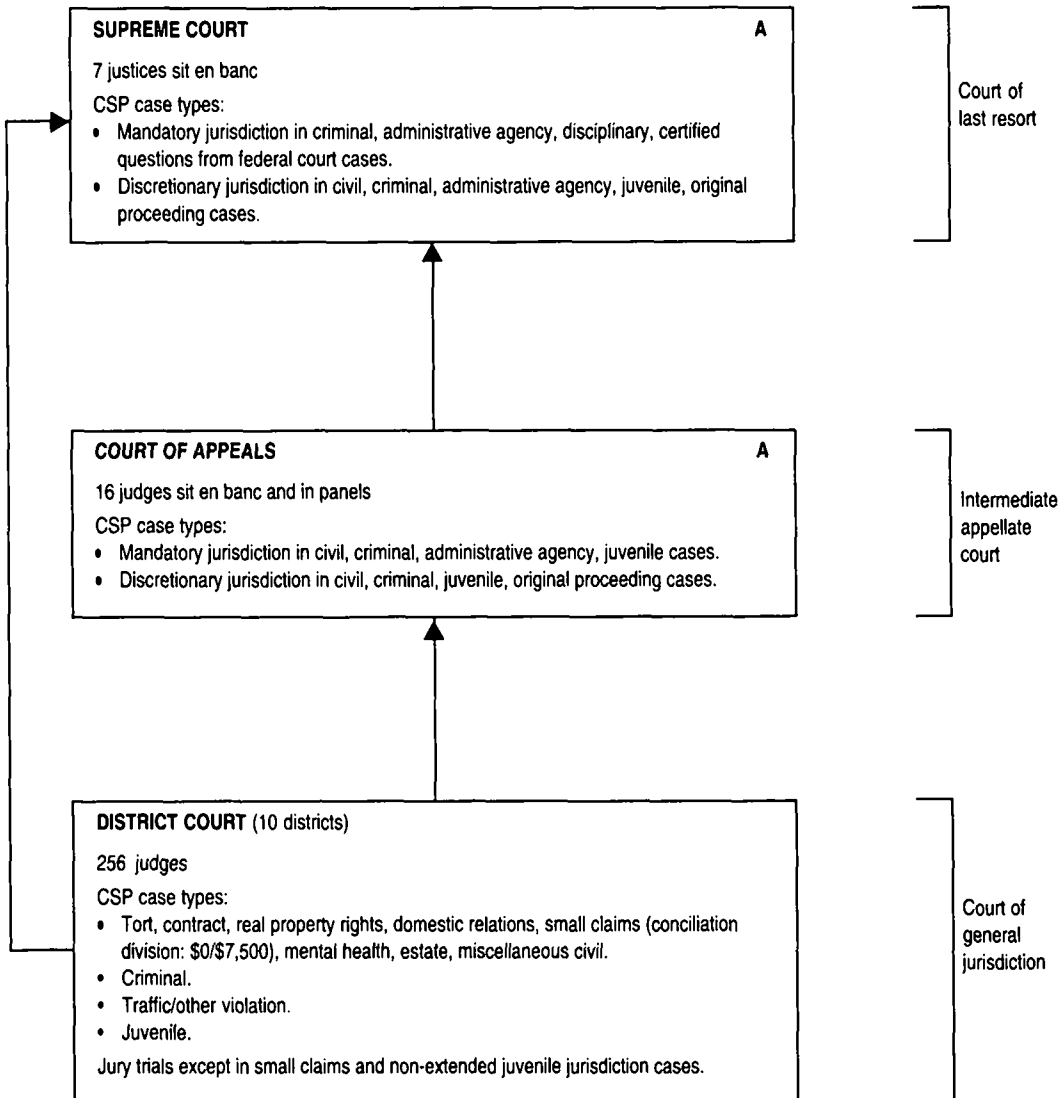 SUPREME COURT A
7 justices sit en banc
CSP case types:
• Mandatory jurisdiction in criminal, administrative agency, disciplinary, certified
questions from federal court cases.
• Discretionary jurisdiction in civil, criminal, administrative agency, juvenile, original
proceeding cases.
Court of
last resort
COURT OF APPEALS A
16 judges sit en banc and in panels
CSP case types:
• Mandatory jurisdiction in civil, criminal, administrative agency, juvenile cases.
• Discretionary jurisdiction in civil, criminal, juvenile, original proceeding cases.
Intermediate
appellate
court
DISTRICT COURT (10 districts)
256 judges
CSP case types:
• Tort, contract, real property rights, domestic relations, small claims (conciliation
division: $0/$7,500), mental health, estate, miscellaneous civil.
• Criminal.
• Traffic/other violation.
• Juvenile.
Jury trials except in small claims and non-extended juvenile jurisdiction cases.
Court of
general
jurisdiction